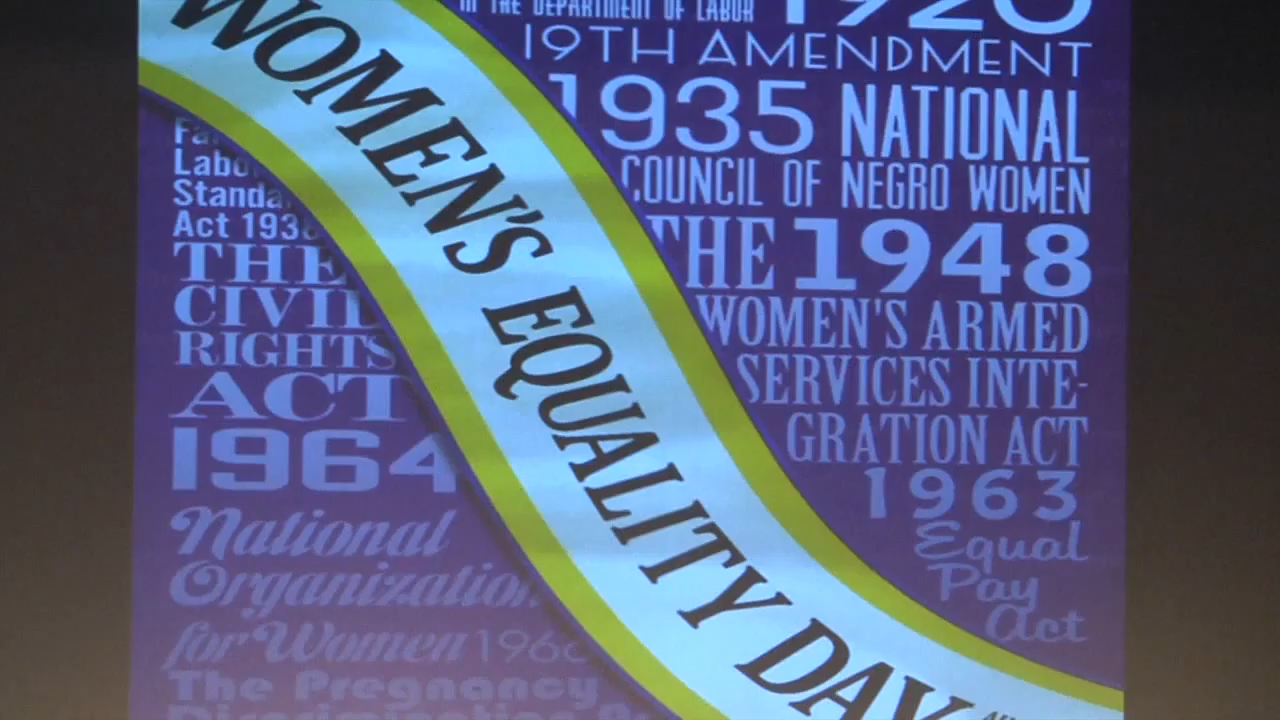 IN THE DEPARTMENT OF LABOR 1920
19TH AMENDMENT
1935 NATIONAL
COUNCIL OF NEGRO WOMEN
THE 1948
WOMEN'S ARMED
SERVICES INTE-
GRATION ACT
1963
Equal
Pay
Act
WOMEN'S EQUALITY DAY
Act
THE
CIVIL
RIGHTS
ACT
1964
National
Organization
for Women 1966
The Pregnancy